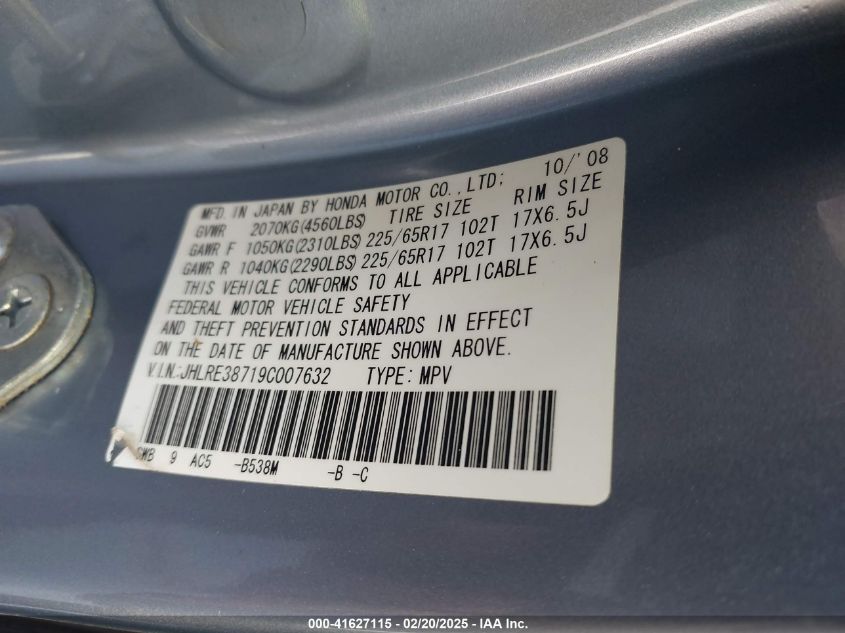 MFD.IN JAPAN BY HONDA MOTOR CO.,LTD; 10/'08
GVWR 2070KG(4560LBS) TIRE SIZE RIM SIZE
GAWR F 1050KG(2310LBS) 225/65R17 102T 17X6.5J
GAWR R 1040KG(2290LBS) 225/65R17 102T 17X6.5J
THIS VEHICLE CONFORMS TO ALL APPLICABLE
FEDERAL MOTOR VEHICLE SAFETY
AND THEFT PREVENTION STANDARDS IN EFFECT
ON THE DATE OF MANUFACTURE SHOWN ABOVE.
V.I.N.:JHLRE38719C007632 TYPE:MPV
9 AC5 -B538M -B -C
000-41627115 / 02/20/2025 - IAA Inc.